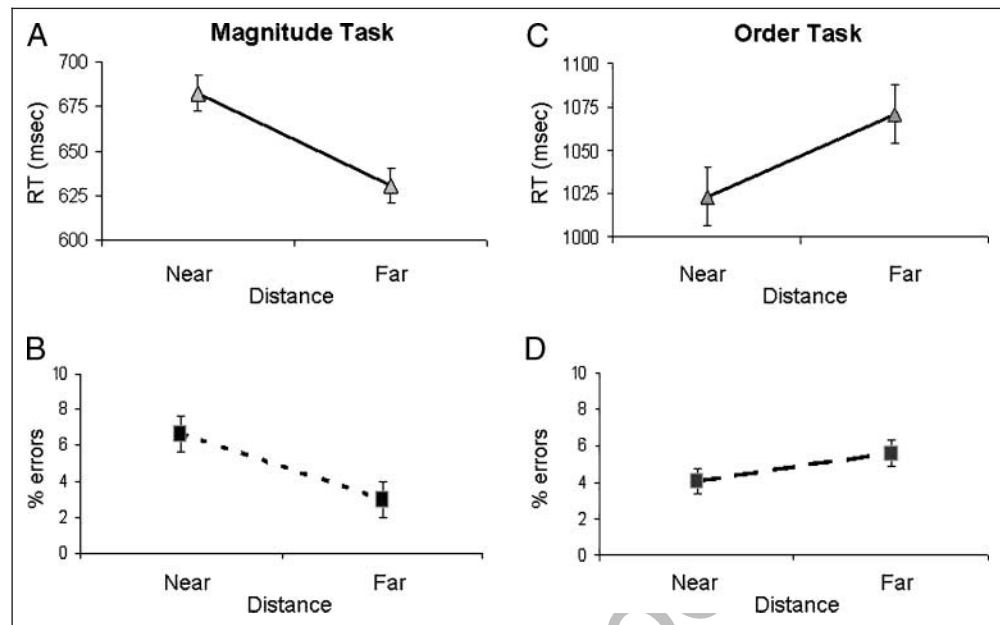 A
Magnitude Task
RT (msec)
700
675
650
625
600
Near Far
Distance
B
% errors
10
8
6
4
2
0
Near Far
Distance
C
Order Task
RT (msec)
1100
1075
1050
1025
1000
Near Far
Distance
D
% errors
10
8
6
4
2
0
Near Far
Distance